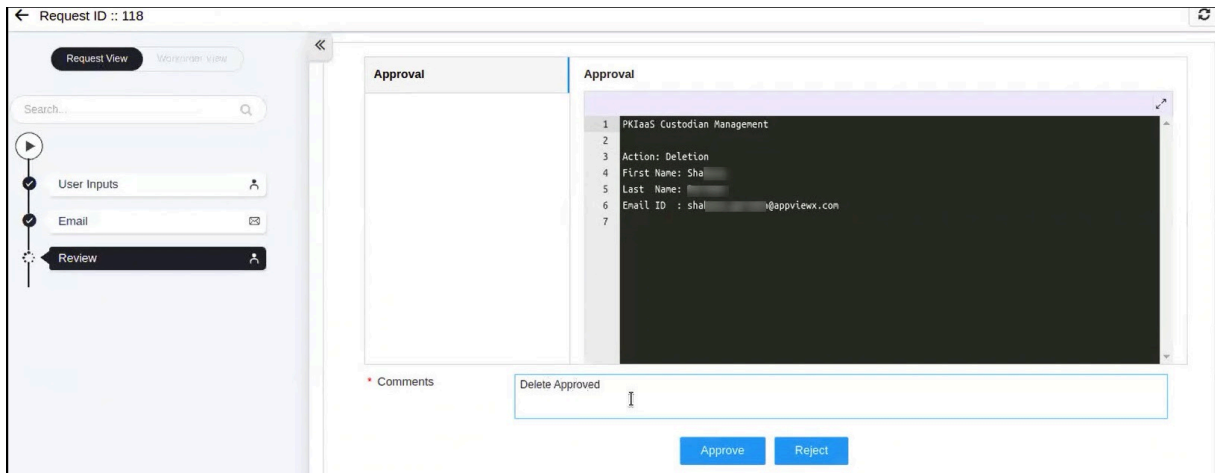 Request ID :: 118
Request View
Workflow View
Search...
User Inputs
Email
Review
Approval
Approval
1 PKIaaS Custodian Management
2
3 Action: Deletion
4 First Name: Sha
5 Last Name:
6 Email ID : sha @appviewx.com
7
* Comments
Delete Approved
Approve
Reject